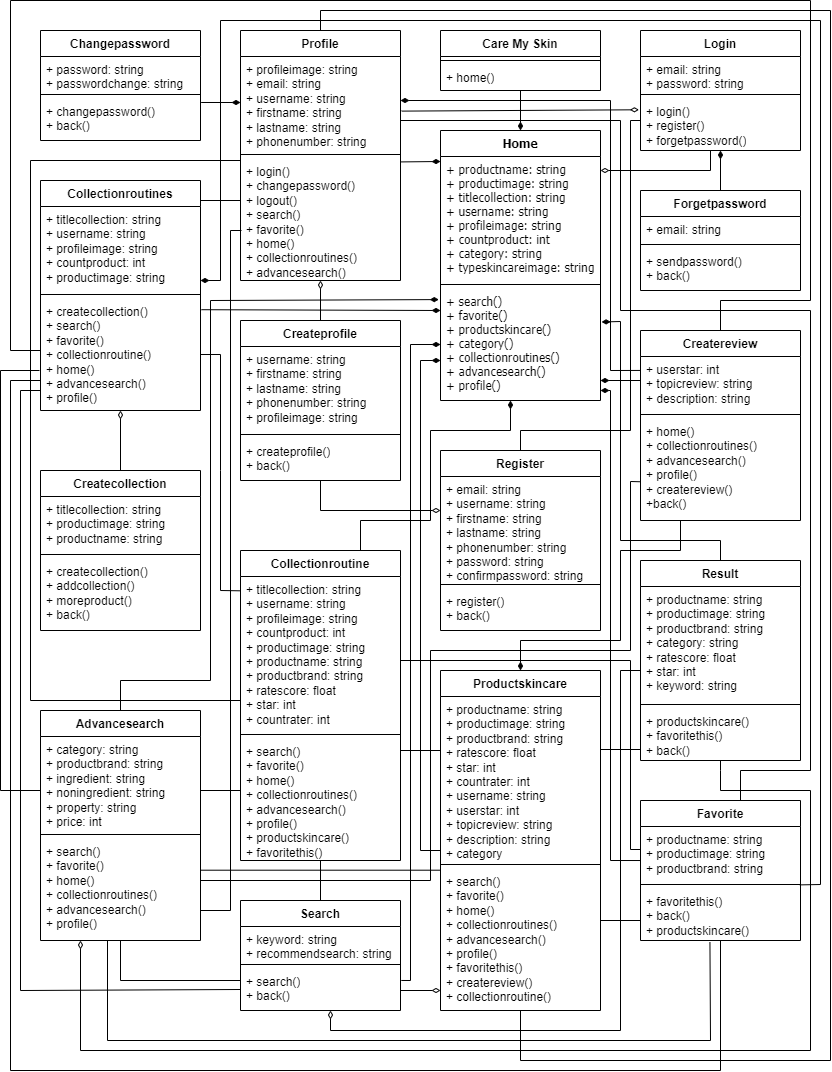 Changepassword
+ password: string
+ passwordchange: string
+ changepassword()
+ back()
Profile
+ profileimage: string
+ email: string
+ username: string
+ firstname: string
+ lastname: string
+ phonenumber: string
+ login()
+ changepassword()
+ logout()
+ search()
+ favorite()
+ home()
+ collectionroutines()
+ advancesearch()
Care My Skin
+ home()
Login
+ email: string
+ password: string
+ login()
+ register()
+ forgetpassword()
Home
+ productname: string
+ productimage: string
+ titlecollection: string
+ username: string
+ profileimage: string
+ countproduct: int
+ category: string
+ typeskincareimage: string
+ search()
+ favorite()
+ productskincare()
+ category()
+ collectionroutines()
+ advancesearch()
+ profile()
Collectionroutines
+ titlecollection: string
+ username: string
+ profileimage: string
+ countproduct: int
+ productimage: string
+ createcollection()
+ search()
+ favorite()
+ collectionroutine()
+ home()
+ advancesearch()
+ profile()
Forgetpassword
+ email: string
+ sendpassword()
+ back()
Createprofile
+ username: string
+ firstname: string
+ lastname: string
+ phonenumber: string
+ profileimage: string
+ createprofile()
+ back()
Createreview
+ userstar: int
+ topicreview: string
+ description: string
+ home()
+ collectionroutines()
+ advancesearch()
+ profile()
+ createreview()
+back()
Createcollection
+ titlecollection: string
+ productimage: string
+ productname: string
+ createcollection()
+ addcollection()
+ moreproduct()
+ back()
Register
+ email: string
+ username: string
+ firstname: string
+ lastname: string
+ phonenumber: string
+ password: string
+ confirmpassword: string
+ register()
+ back()
Collectionroutine
+ titlecollection: string
+ username: string
+ profileimage: string
+ countproduct: int
+ productimage: string
+ productname: string
+ productbrand: string
+ ratescore: float
+ star: int
+ countrater: int
+ search()
+ favorite()
+ home()
+ collectionroutines()
+ advancesearch()
+ profile()
+ productskincare()
+ favoritethis()
Result
+ productname: string
+ productimage: string
+ productbrand: string
+ category: string
+ ratescore: float
+ star: int
+ keyword: string
+ productskincare()
+ favoritethis()
+ back()
Productskincare
+ productname: string
+ productimage: string
+ productbrand: string
+ ratescore: float
+ star: int
+ countrater: int
+ username: string
+ userstar: int
+ topicreview: string
+ description: string
+ category
+ search()
+ favorite()
+ home()
+ collectionroutines()
+ advancesearch()
+ profile()
+ favoritethis()
+ createreview()
+ collectionroutine()
Advancesearch
+ category: string
+ productbrand: string
+ ingredient: string
+ noningredient: string
+ property: string
+ price: int
+ search()
+ favorite()
+ home()
+ collectionroutines()
+ advancesearch()
+ profile()
Favorite
+ productname: string
+ productimage: string
+ productbrand: string
+ favoritethis()
+ back()
+ productskincare()
Search
+ keyword: string
+ recommendsearch: string
+ search()
+ back()